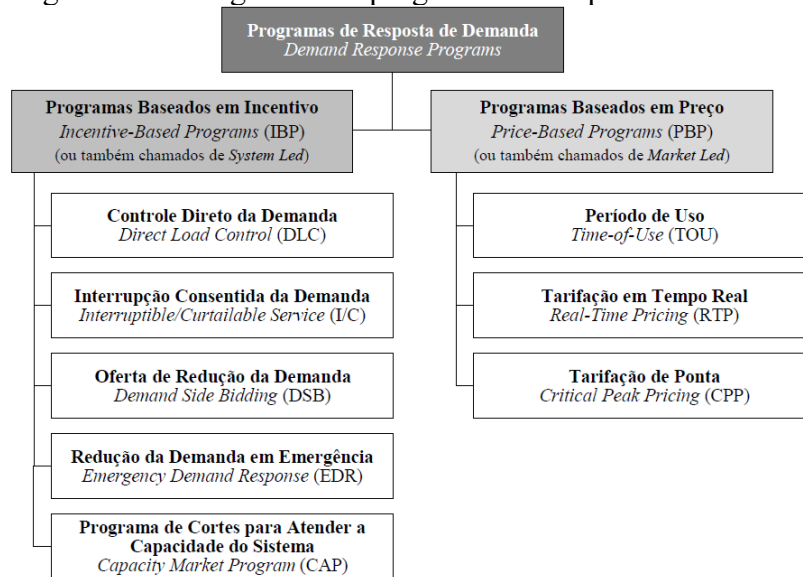 Programas de Resposta de Demanda
Demand Response Programs
Programas Baseados em Incentivo
Incentive-Based Programs (IBP)
(ou também chamados de System Led)
Programas Baseados em Preço
Price-Based Programs (PBP)
(ou também chamados de Market Led)
Controle Direto da Demanda
Direct Load Control (DLC)
Interrupção Consentida da Demanda
Interruptible/Curtailable Service (I/C)
Oferta de Redução da Demanda
Demand Side Bidding (DSB)
Redução da Demanda em Emergência
Emergency Demand Response (EDR)
Programa de Cortes para Atender a
Capacidade do Sistema
Capacity Market Program (CAP)
Período de Uso
Time-of-Use (TOU)
Tarifação em Tempo Real
Real-Time Pricing (RTP)
Tarifação de Ponta
Critical Peak Pricing (CPP)